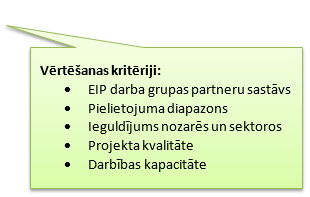 Vērtēšanas kritēriji:
• EIP darba grupas partneru sastāvs
• Pielietojuma diapazons
• Ieguldījums nozarēs un sektoros
• Projekta kvalitāte
• Darbības kapacitāte